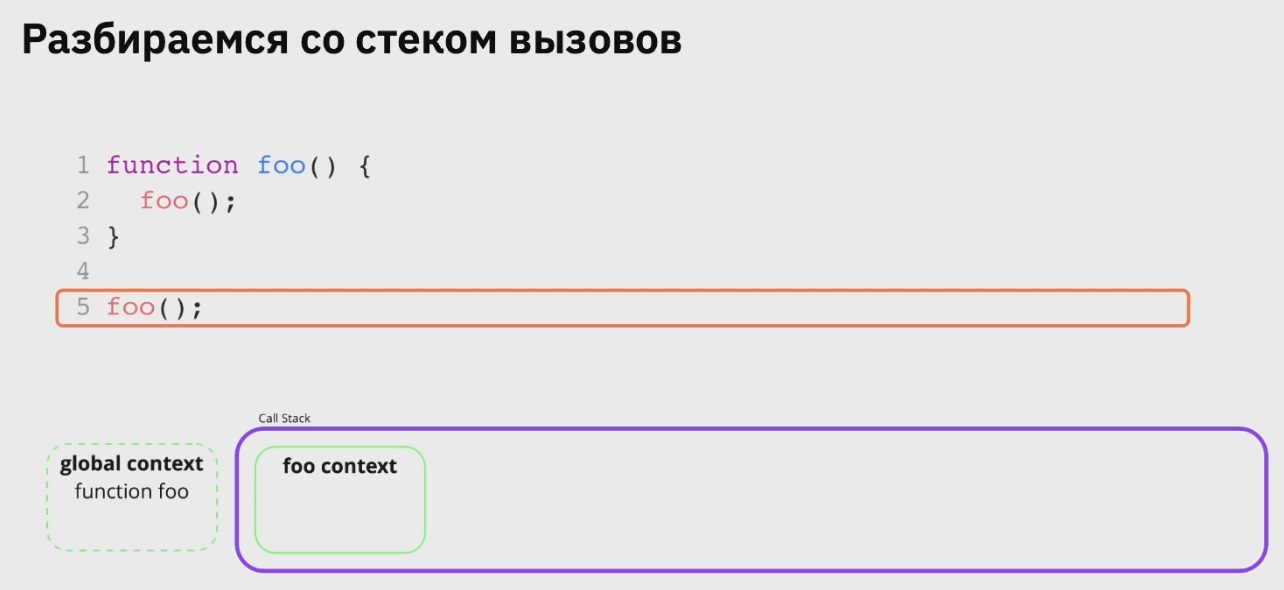 Разбираемся со стеком вызовов
1 function foo() {
2   foo();
3 }
4
5 foo();
Call Stack
global context
function foo
foo context